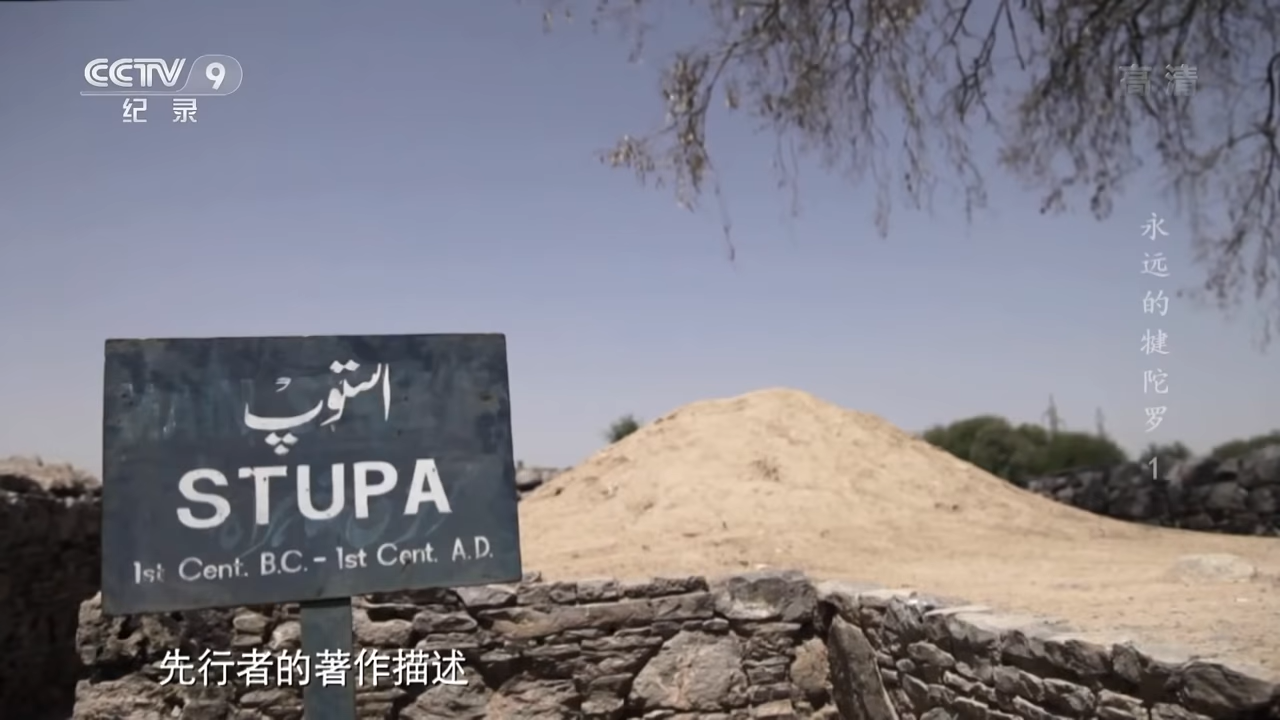 CCTV 9
纪录
高清
永远的犍陀罗 1
استوپ
STUPA
1st Cent. B.C. - 1st Cent. A.D.
先行者的著作描述